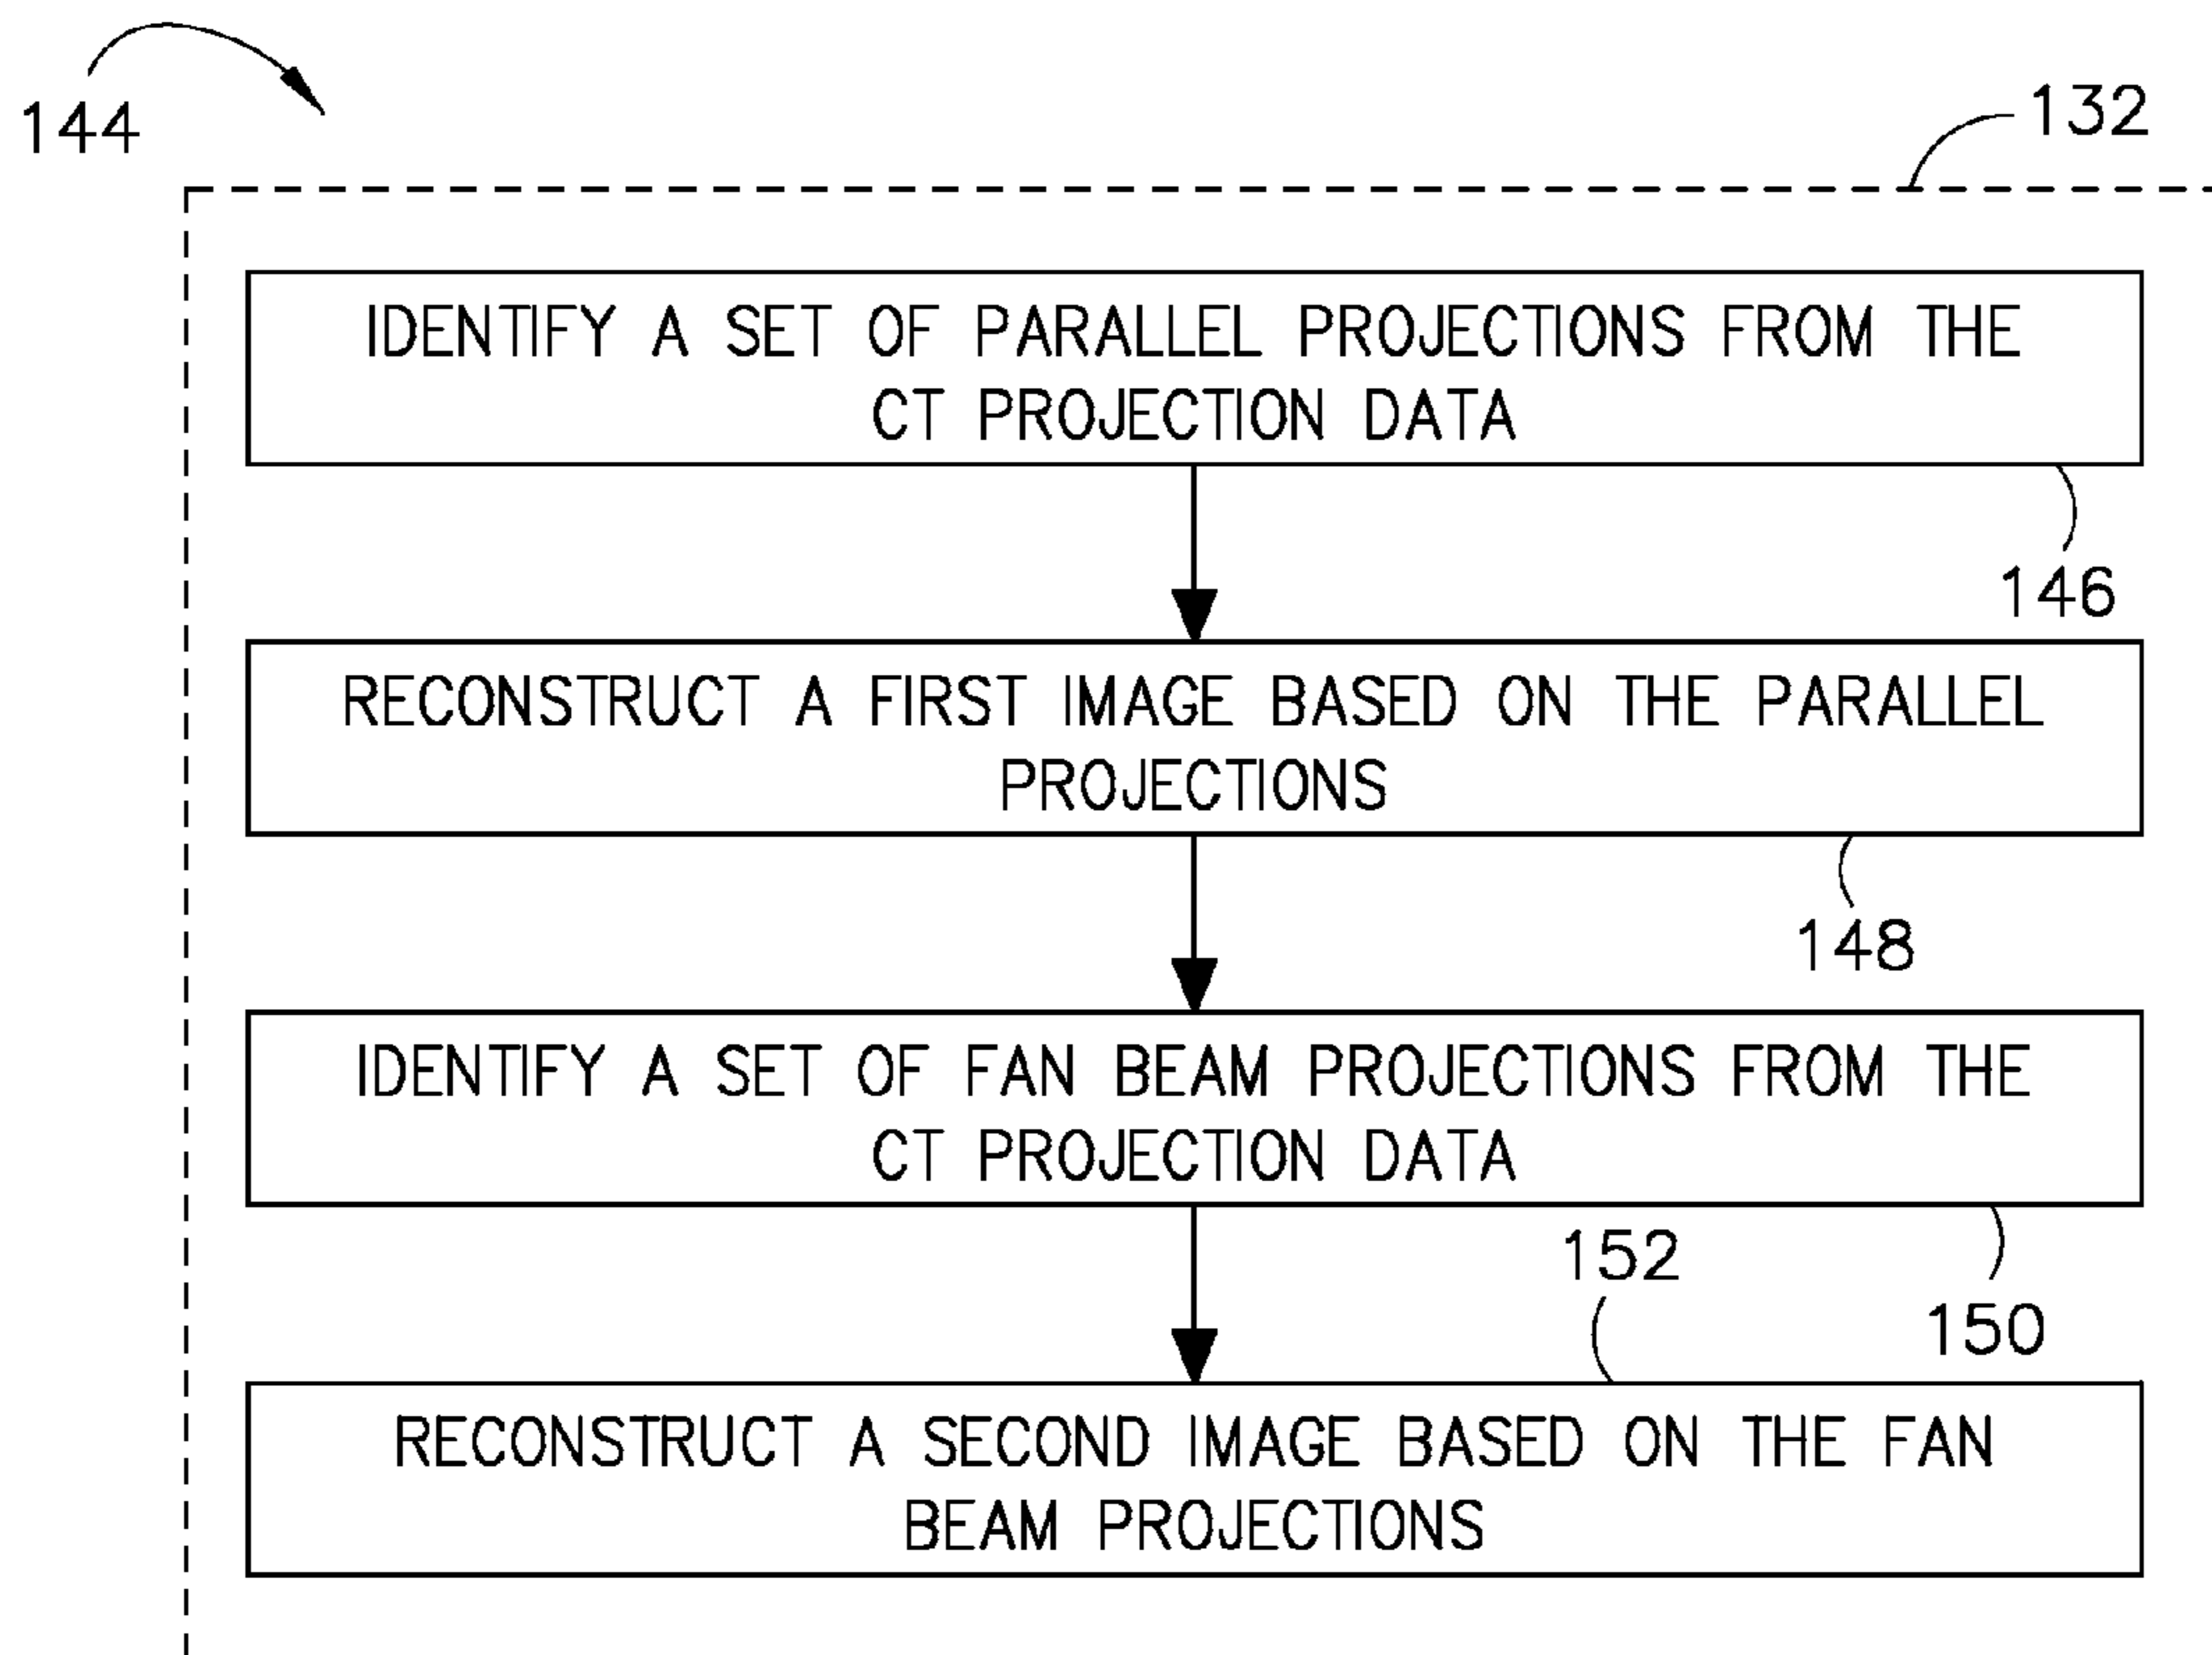 144
132
IDENTIFY A SET OF PARALLEL PROJECTIONS FROM THE
CT PROJECTION DATA
146
RECONSTRUCT A FIRST IMAGE BASED ON THE PARALLEL
PROJECTIONS
148
IDENTIFY A SET OF FAN BEAM PROJECTIONS FROM THE
CT PROJECTION DATA
152
150
RECONSTRUCT A SECOND IMAGE BASED ON THE FAN
BEAM PROJECTIONS